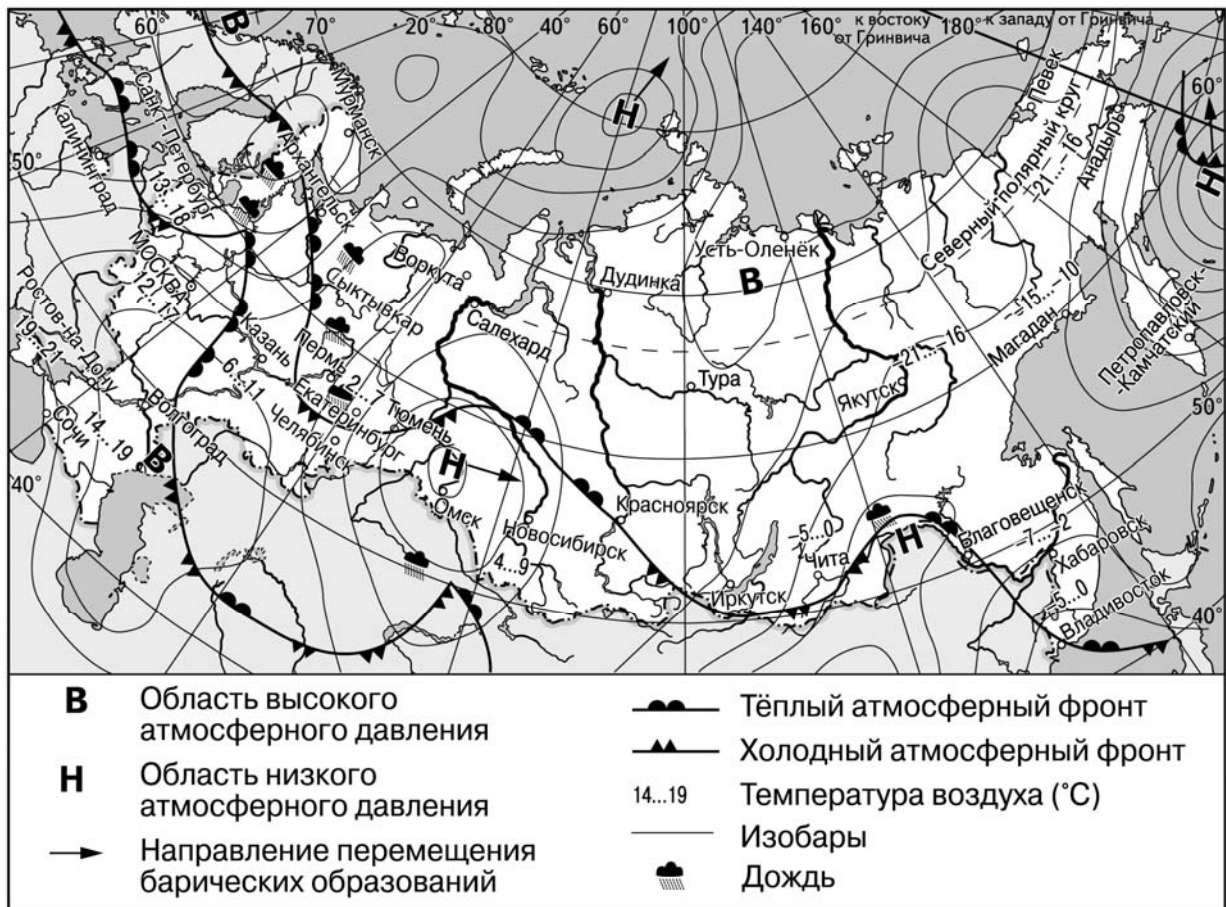 60°
70°
20°
80°
40°
60°
80°
100°
120°
140°
160°
к востоку
от Гринвича
180°
к западу от Гринвича
В
Н
60°
Мурманск
Певек
Санкт-Петербург
Архангельск
Калининград
Северный полярный круг
Анадырь
-21...-16
50°
13...18
Н
МОСКВА
12...17
Воркута
Усть-Оленёк
В
Дудинка
Сыктывкар
Салехард
-15...-10
Магадан
Петропавловск-
-Камчатский
Ростов-на-Дону
19...21
Казань
6...11
Пермь
2...7
Тура
-21...-16
Якутск
50°
Сочи
14...19
Волгоград
В
Екатеринбург
Челябинск
Тюмень
Н
Омск
40°
Красноярск
Новосибирск
4...9
-5...0
Чита
Иркутск
Н
Благовещенск
-7...-2
Хабаровск
-5...0
Владивосток
40°
В Область высокого
атмосферного давления
Н Область низкого
атмосферного давления
Направление перемещения
барических образований
Тёплый атмосферный фронт
Холодный атмосферный фронт
14...19 Температура воздуха (°С)
Изобары
Дождь